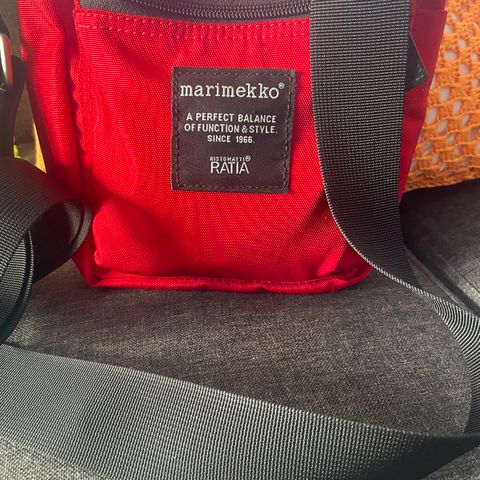 marimekko®
A PERFECT BALANCE
OF FUNCTION & STYLE.
SINCE 1966.
RISTOMATTI
RATIA